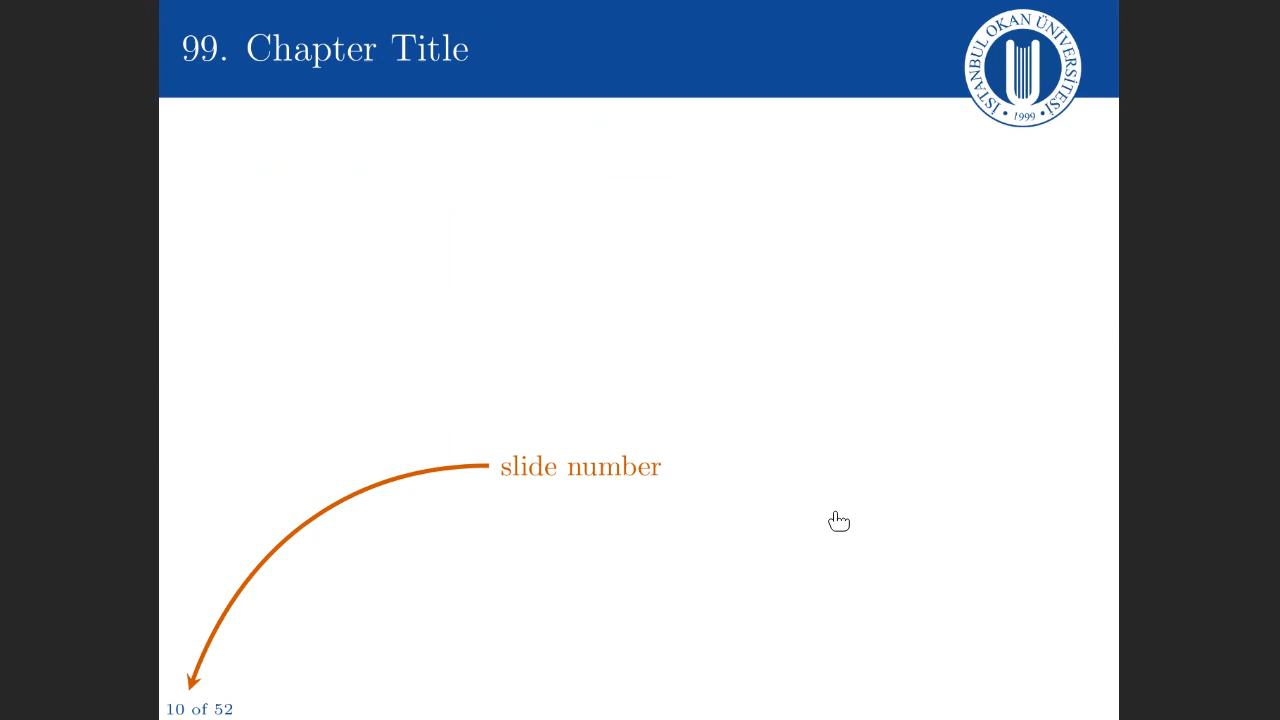 99. Chapter Title
İSTANBUL OKAN ÜNİVERSİTESİ
• 1999 •
slide number
10 of 52